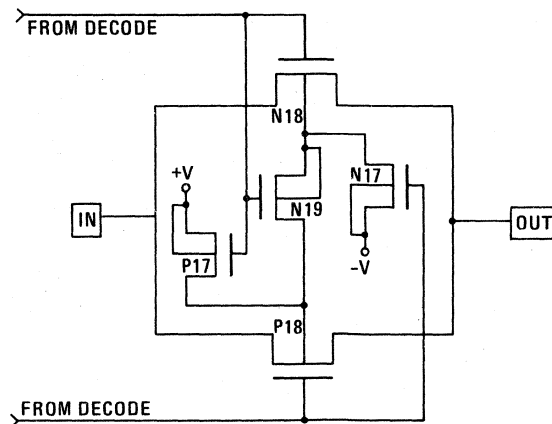 FROM DECODE
N18
+V
N17
IN
N19
OUT
P17
-V
P18
FROM DECODE